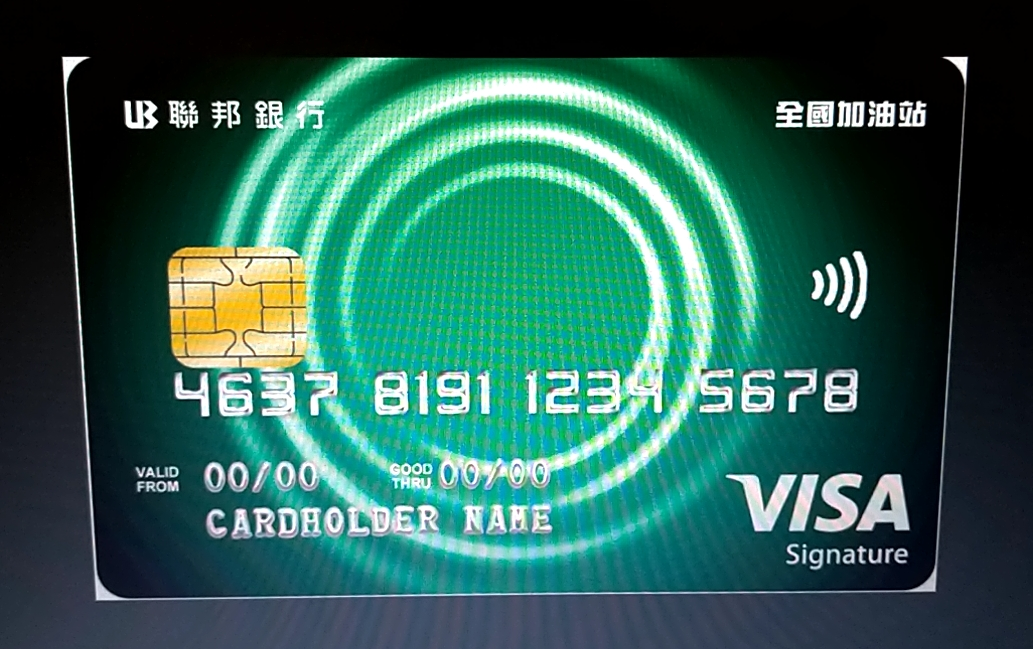 UB 聯邦銀行
全國加油站
4637 8191 1234 5678
VALID FROM 00/00 GOOD THRU 00/00
CARDHOLDER NAME
VISA
Signature